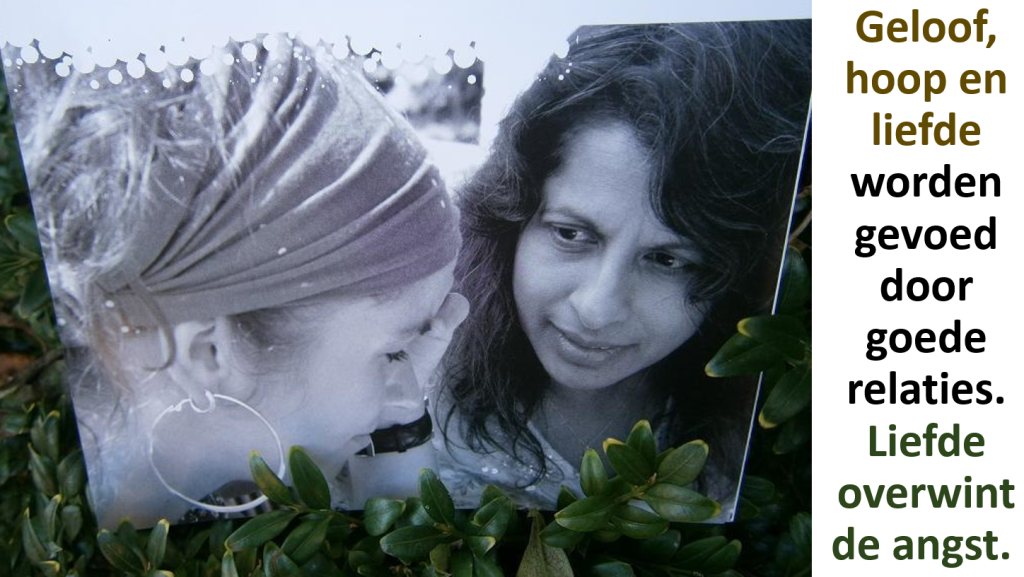 Geloof,
hoop en
liefde
worden
gevoed
door
goede
relaties.
Liefde
overwint
de angst.